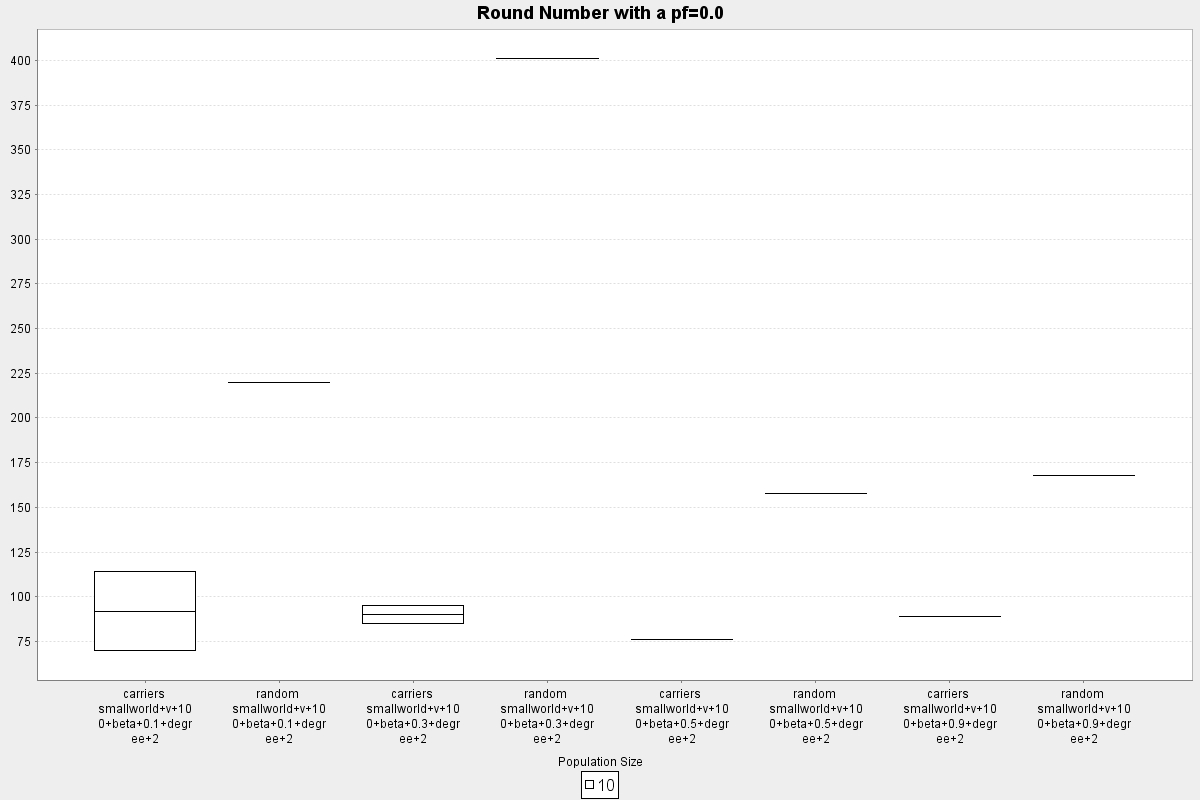 Round Number with a pf=0.0
400
375
350
325
300
275
250
225
200
175
150
125
100
75
carriers
smallworld+v+10
0+beta+0.1+degr
ee+2
random
smallworld+v+10
0+beta+0.1+degr
ee+2
carriers
smallworld+v+10
0+beta+0.3+degr
ee+2
random
smallworld+v+10
0+beta+0.3+degr
ee+2
carriers
smallworld+v+10
0+beta+0.5+degr
ee+2
random
smallworld+v+10
0+beta+0.5+degr
ee+2
carriers
smallworld+v+10
0+beta+0.9+degr
ee+2
random
smallworld+v+10
0+beta+0.9+degr
ee+2
Population Size
10